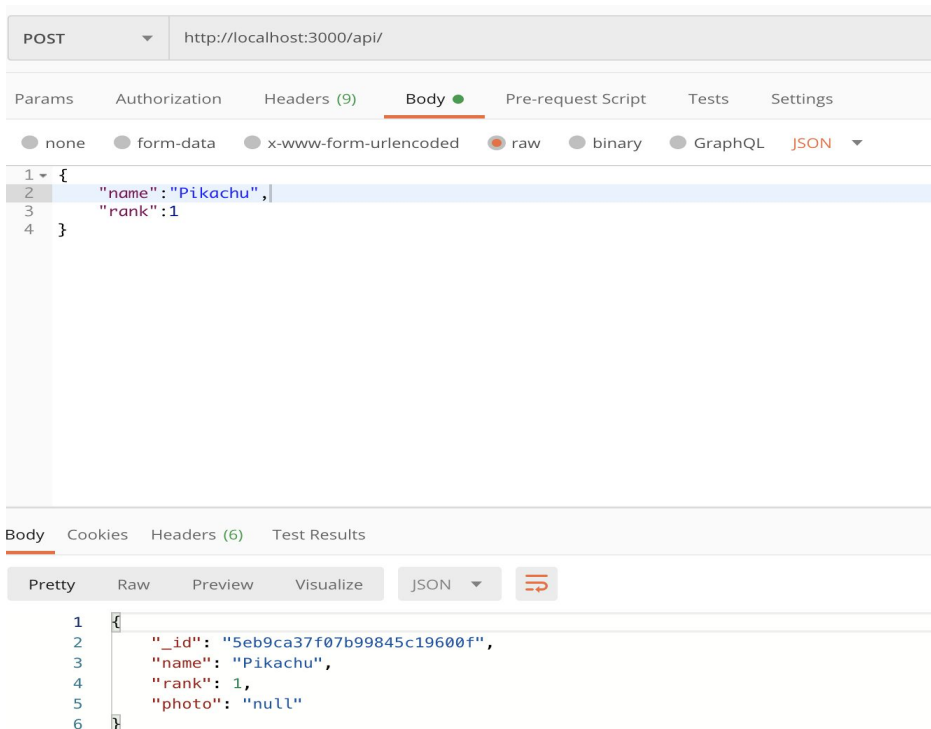 POST http://localhost:3000/api/
Params Authorization Headers (9) Body Pre-request Script Tests Settings
none form-data x-www-form-urlencoded raw binary GraphQL JSON
1 {
2 "name":"Pikachu",
3 "rank":1
4 }
Body Cookies Headers (6) Test Results
Pretty Raw Preview Visualize JSON
1 {
2 "_id": "5eb9ca37f07b99845c19600f",
3 "name": "Pikachu",
4 "rank": 1,
5 "photo": "null"
6 }